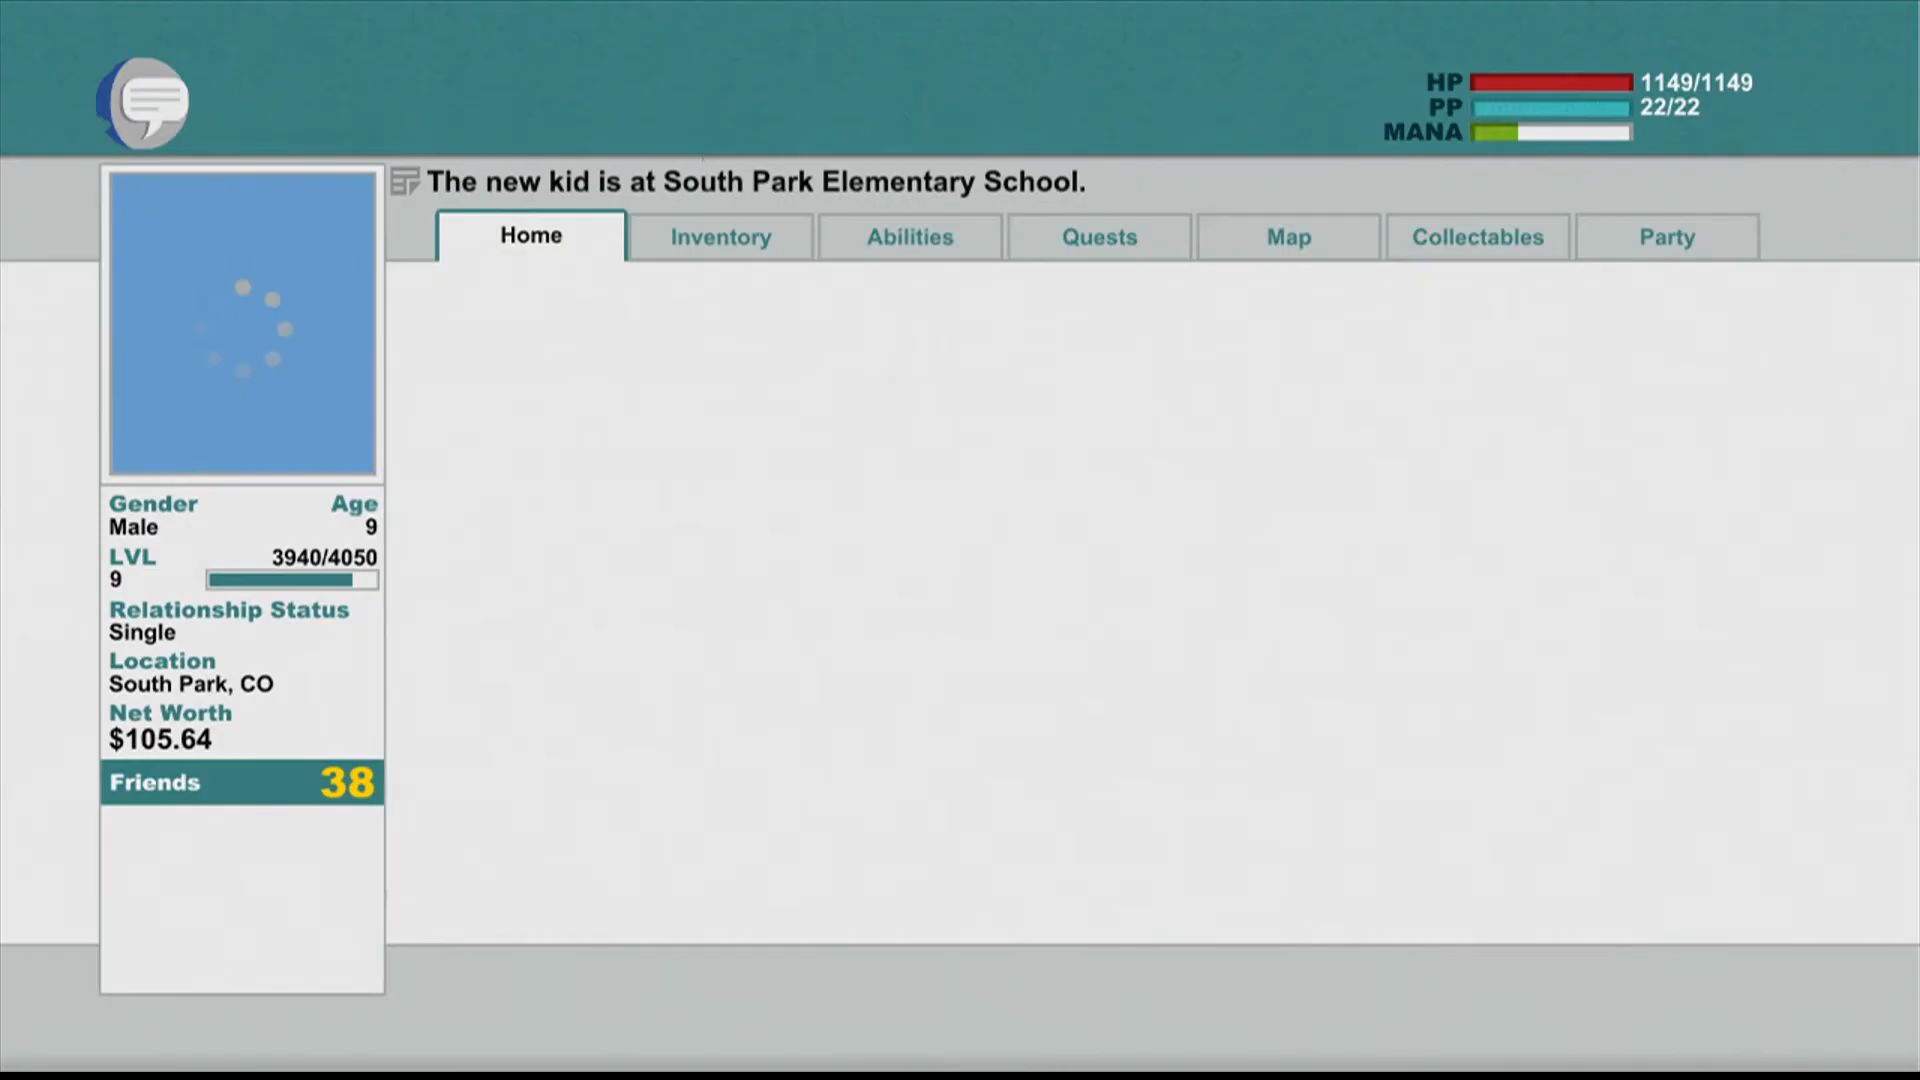 HP 1149/1149
PP 22/22
MANA
The new kid is at South Park Elementary School.
Home Inventory Abilities Quests Map Collectables Party
Gender Age
Male 9
LVL 3940/4050
9
Relationship Status
Single
Location
South Park, CO
Net Worth
$105.64
Friends 38